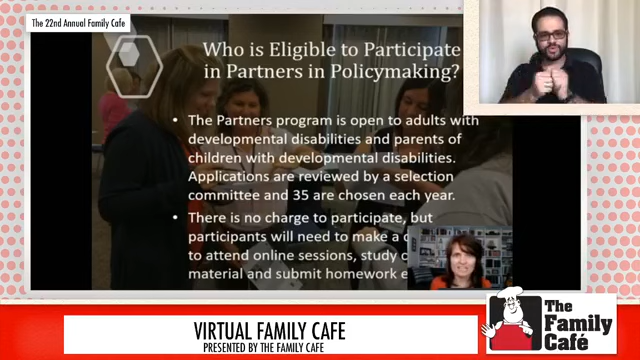 The 22nd Annual Family Cafe
Who is Eligible to Participate
in Partners in Policymaking?
• The Partners program is open to adults with
developmental disabilities and parents of
children with developmental disabilities.
Applications are reviewed by a selection
committee and 35 are chosen each year.
• There is no charge to participate, but
participants will need to make a
to attend online sessions, study
material and submit homework
VIRTUAL FAMILY CAFE
PRESENTED BY THE FAMILY CAFE
The
Family
Café